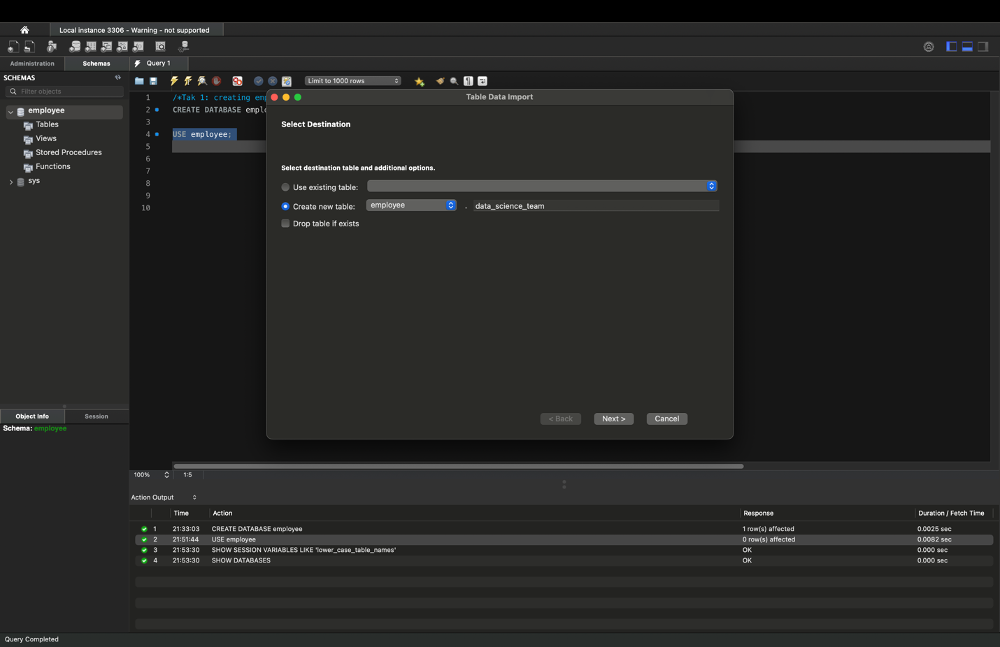 Local instance 3306 - Warning - not supported
Administration
Schemas
Query 1
SCHEMAS
Filter objects
employee
Tables
Views
Stored Procedures
Functions
sys
Limit to 1000 rows
1 /*Tak 1: creating emp
2 CREATE DATABASE emplo
3
4 USE employee;
5
6
7
8
9
10
Table Data Import
Select Destination
Select destination table and additional options.
Use existing table:
Create new table: employee . data_science_team
Drop table if exists
< Back Next > Cancel
Object Info Session
Schema: employee
100% 1:5
Action Output
Time Action Response Duration / Fetch Time
1 21:33:03 CREATE DATABASE employee 1 row(s) affected 0.0025 sec
2 21:51:44 USE employee 0 row(s) affected 0.0082 sec
3 21:53:30 SHOW SESSION VARIABLES LIKE 'lower_case_table_names' OK 0.000 sec
4 21:53:30 SHOW DATABASES OK 0.000 sec
Query Completed